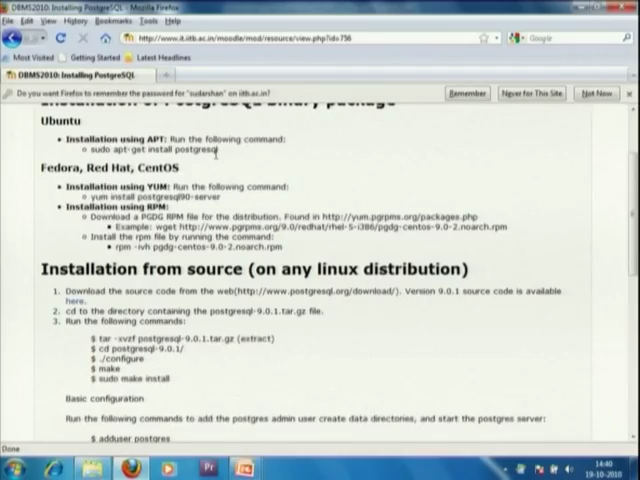 DBMS2010: Installing PostgreSQL - Mozilla Firefox
File Edit View History Bookmarks Tools Help
http://www.it.iitb.ac.in/moodle/mod/resource/view.php?id=756
Google
Most Visited Getting Started Latest Headlines
DBMS2010: Installing PostgreSQL
Do you want Firefox to remember the password for "sudarshan" on iitb.ac.in?
Remember Never for This Site Not Now
Installation of PostgreSQL binary package
Ubuntu
• Installation using APT: Run the following command:
○ sudo apt-get install postgresql
Fedora, Red Hat, CentOS
• Installation using YUM: Run the following command:
○ yum install postgresql90-server
• Installation using RPM:
○ Download a PGDG RPM file for the distribution. Found in http://yum.pgrpms.org/packages.php
▪ Example: wget http://www.pgrpms.org/9.0/redhat/rhel-5-i386/pgdg-centos-9.0-2.noarch.rpm
○ Install the rpm file by running the command:
▪ rpm -ivh pgdg-centos-9.0-2.noarch.rpm
Installation from source (on any linux distribution)
1. Download the source code from the web(http://www.postgresql.org/download/). Version 9.0.1 source code is available
here.
2. cd to the directory containing the postgresql-9.0.1.tar.gz file.
3. Run the following commands:
$ tar -xvzf postgresql-9.0.1.tar.gz (extract)
$ cd postgresql-9.0.1/
$ ./configure
$ make
$ sudo make install
Basic configuration
Run the following commands to add the postgres admin user create data directories, and start the postgres server:
$ adduser postgres
Done
Pr
14:40
19-10-2010